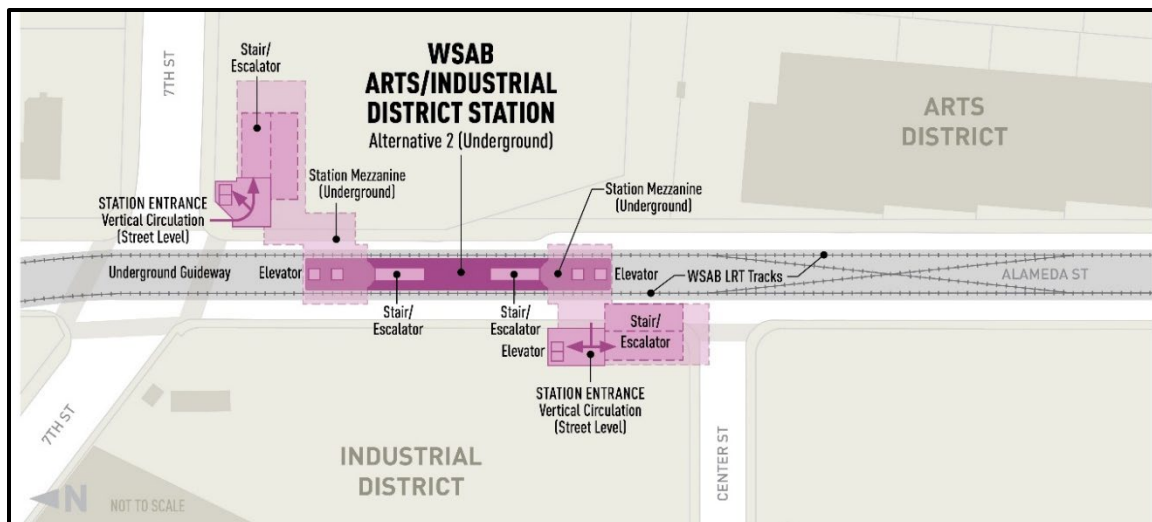 7TH ST
Stair/
Escalator
WSAB
ARTS/INDUSTRIAL
DISTRICT STATION
Alternative 2 (Underground)
ARTS
DISTRICT
Station Mezzanine
(Underground)
Station Mezzanine
(Underground)
STATION ENTRANCE
Vertical Circulation
(Street Level)
Underground Guideway
Elevator
Elevator
WSAB LRT Tracks
ALAMEDA ST
Stair/
Escalator
Stair/
Escalator
Stair/
Escalator
Elevator
STATION ENTRANCE
Vertical Circulation
(Street Level)
7TH ST
INDUSTRIAL
DISTRICT
CENTER ST
N
NOT TO SCALE